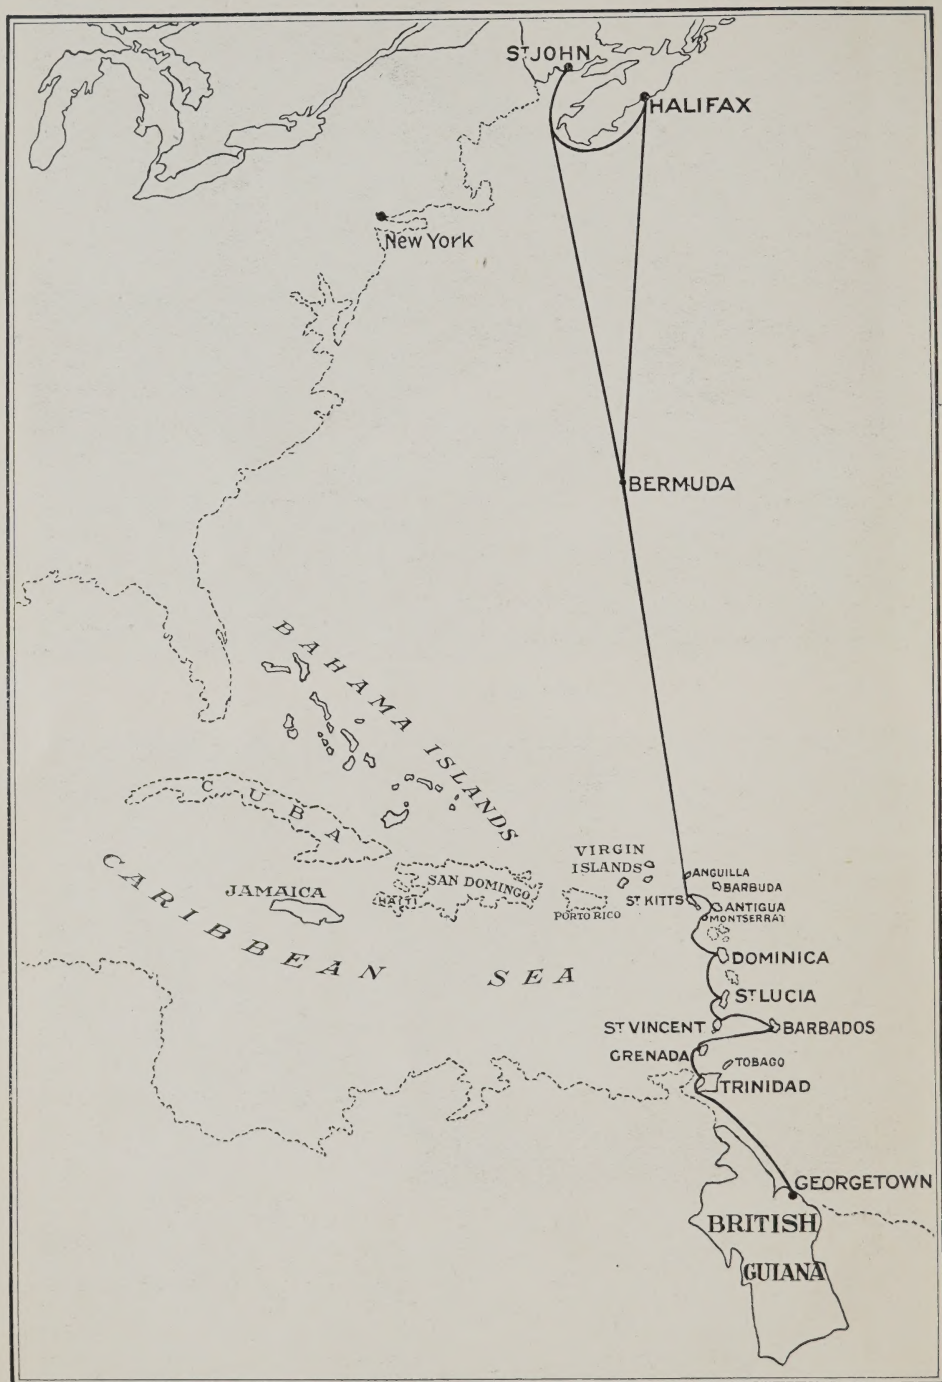 ST JOHN
HALIFAX
New York
BERMUDA
BAHAMA ISLANDS
CUBA
VIRGIN
ISLANDS
ANGUILLA
BARBUDA
SAN DOMINGO
JAMAICA
HAITI
ST KITTS
ANTIGUA
PORTO RICO
MONTSERRAT
CARIBBEAN SEA
DOMINICA
ST LUCIA
ST VINCENT
BARBADOS
GRENADA
TOBAGO
TRINIDAD
GEORGETOWN
BRITISH
GUIANA